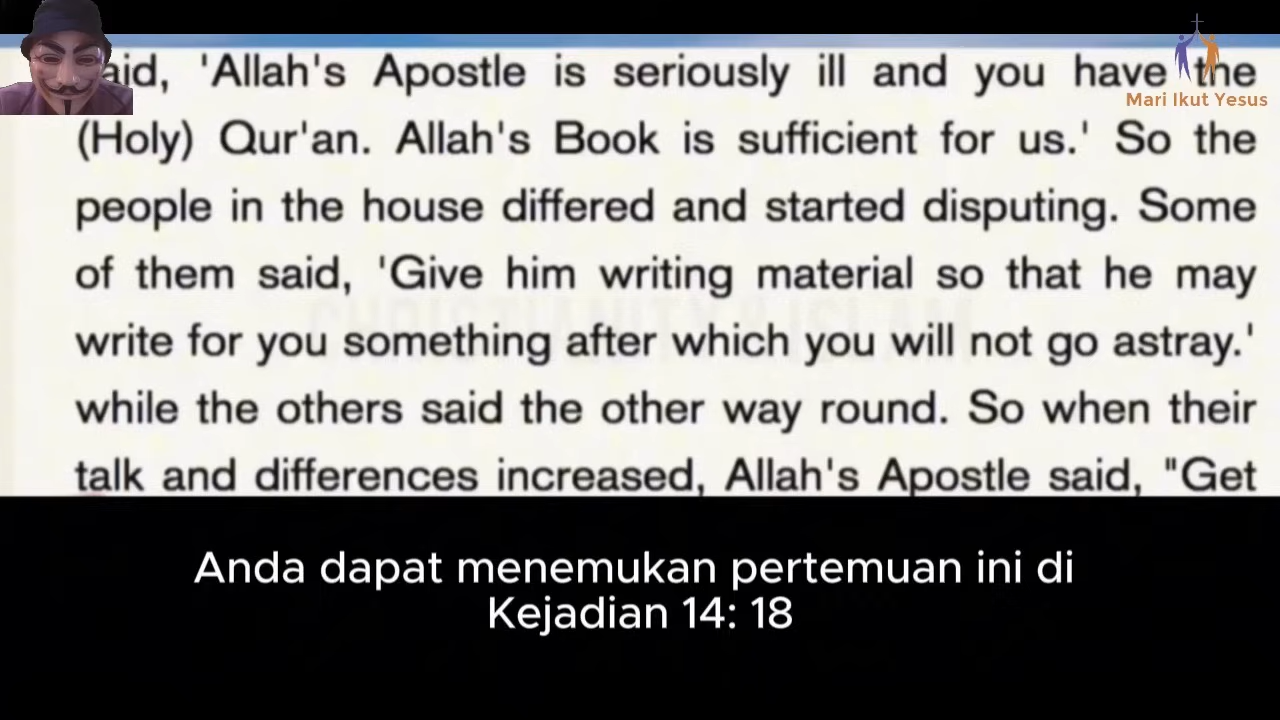 aid, 'Allah's Apostle is seriously ill and you have the
Mari Ikut Yesus
(Holy) Qur'an. Allah's Book is sufficient for us.' So the
people in the house differed and started disputing. Some
of them said, 'Give him writing material so that he may
write for you something after which you will not go astray.'
while the others said the other way round. So when their
talk and differences increased, Allah's Apostle said, "Get
CHRISTIANITY & ISLAM
Anda dapat menemukan pertemuan ini di
Kejadian 14: 18